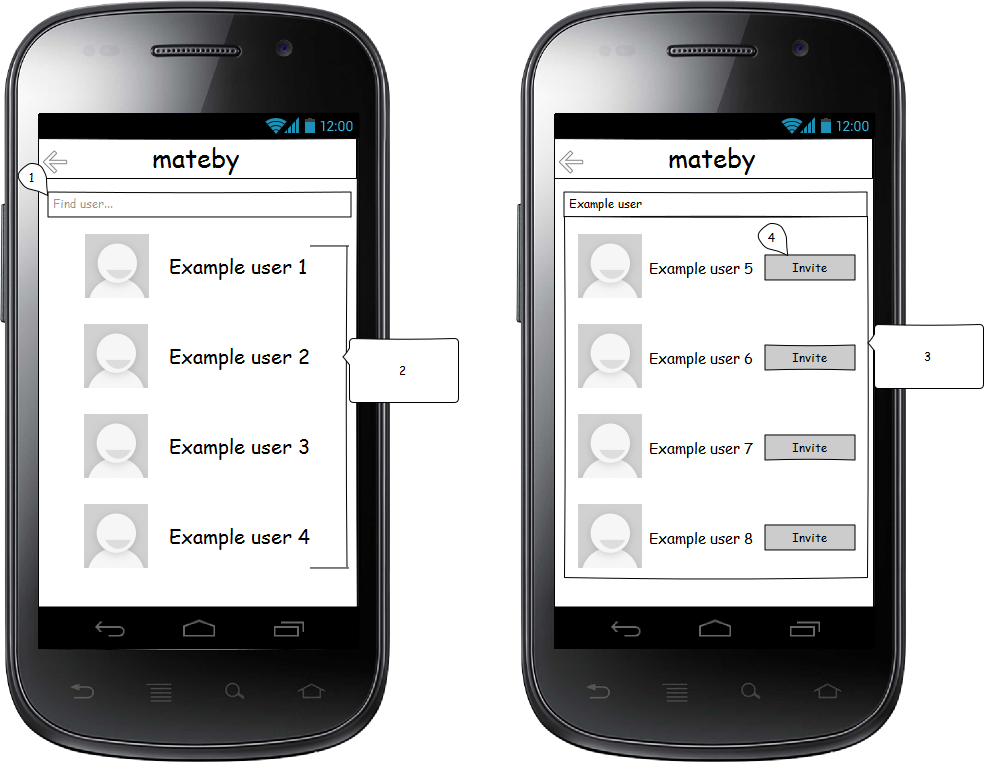 12:00
mateby
1
Find user...
Example user 1
Example user 2
2
Example user 3
Example user 4
12:00
mateby
Example user
4
Example user 5 Invite
Example user 6 Invite
3
Example user 7 Invite
Example user 8 Invite